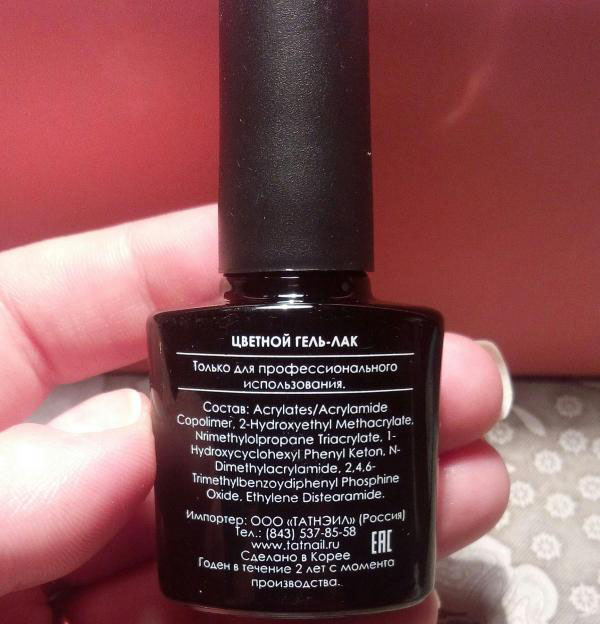 ЦВЕТНОЙ ГЕЛЬ-ЛАК
Только для профессионального
использования.
Состав: Acrylates/Acrylamide
Copolimer, 2-Hydroxyethyl Methacrylate,
Nrimethylolpropane Triacrylate, 1-
Hydroxycyclohexyl Phenyl Keton, N-
Dimethylacrylamide, 2,4,6-
Trimethylbenzoydiphenyl Phosphine
Oxide, Ethylene Distearamide.
Импортер: ООО «ТАТНЭИЛ» (Россия)
Тел.: (843) 537-85-58
www.tatnail.ru
Сделано в Корее
EAC
Годен в течение 2 лет с момента
производства.